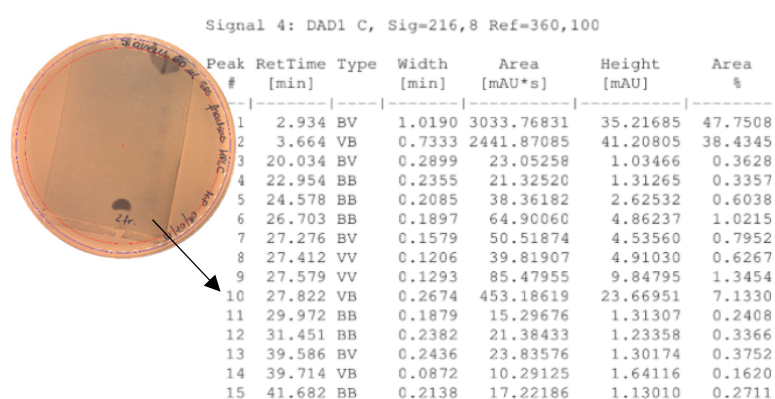 Signal 4: DAD1 C, Sig=216,8 Ref=360,100
Peak RetTime Type Width Area Height Area
# [min] [min] [mAU*s] [mAU] %
--|-------|----|-------|----------|----------|--------
1 2.934 BV 1.0190 3033.76831 35.21685 47.7508
2 3.664 VB 0.7333 2441.87085 41.20805 38.4345
3 20.034 BV 0.2899 23.05258 1.03466 0.3628
4 22.954 BB 0.2355 21.32520 1.31265 0.3357
5 24.578 BB 0.2085 38.36182 2.62532 0.6038
6 26.703 BB 0.1897 64.90060 4.86237 1.0215
7 27.276 BV 0.1579 50.51874 4.53560 0.7952
8 27.412 VV 0.1206 39.81907 4.91030 0.6267
9 27.579 VV 0.1293 85.47955 9.84795 1.3454
10 27.822 VB 0.2674 453.18619 23.66951 7.1330
11 29.972 BB 0.1879 15.29676 1.31307 0.2408
12 31.451 BB 0.2382 21.38433 1.23358 0.3366
13 39.586 BV 0.2436 23.83576 1.30174 0.3752
14 39.714 VB 0.0872 10.29125 1.64116 0.1620
15 41.682 BB 0.2138 17.22186 1.13010 0.2711
S. aureus 50 ml
HPLC
2 fr.